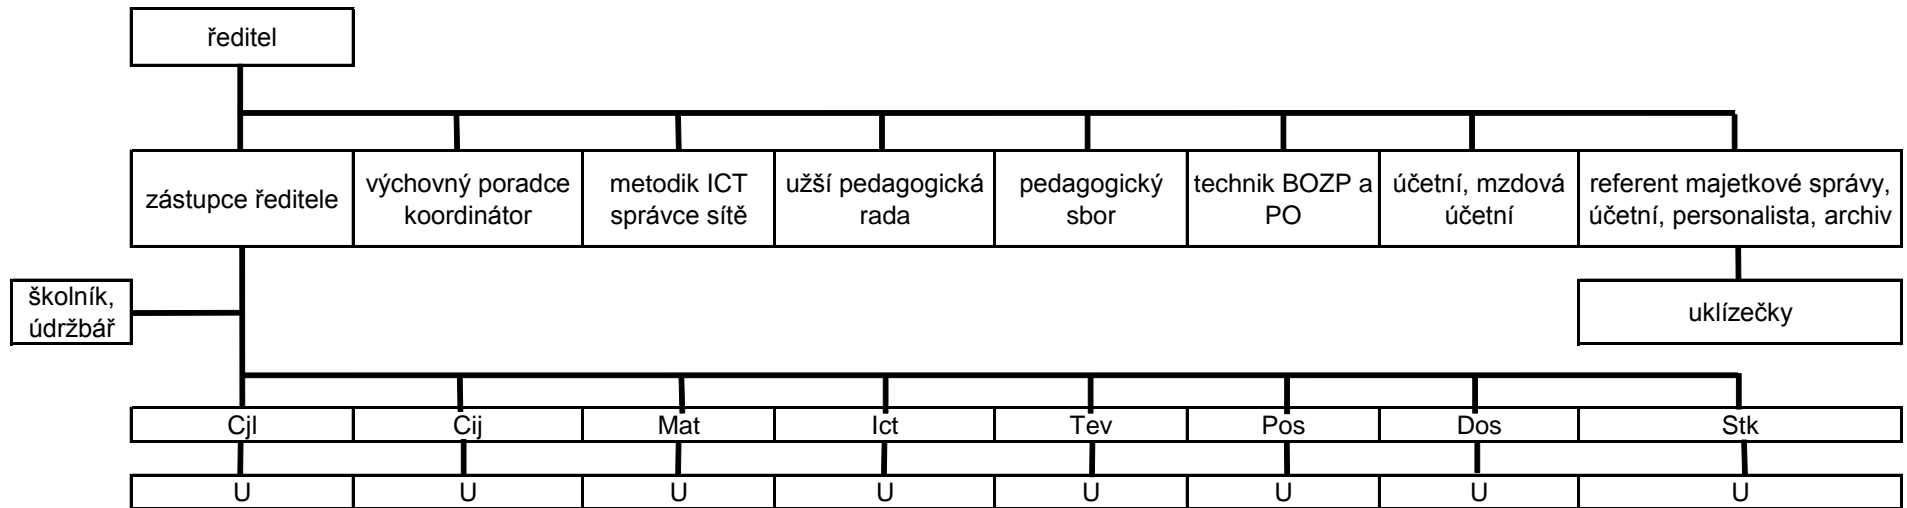 ředitel
zástupce ředitele
výchovný poradce
koordinátor
metodik ICT
správce sítě
užší pedagogická
rada
pedagogický
sbor
technik BOZP a
PO
účetní, mzdová
účetní
referent majetkové správy,
účetní, personalista, archiv
školník,
údržbář
uklízečky
Cjl
Cij
Mat
Ict
Tev
Pos
Dos
Stk
U
U
U
U
U
U
U
U